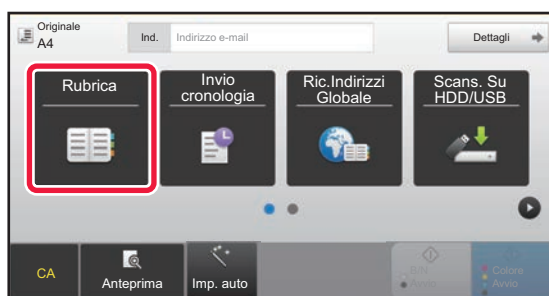 Originale
A4
Ind.
Indirizzo e-mail
Dettagli
Rubrica
Invio
cronologia
Ric.Indirizzi
Globale
Scans. Su
HDD/USB
CA
Anteprima
Imp. auto
B/N
Avvio
Colore
Avvio